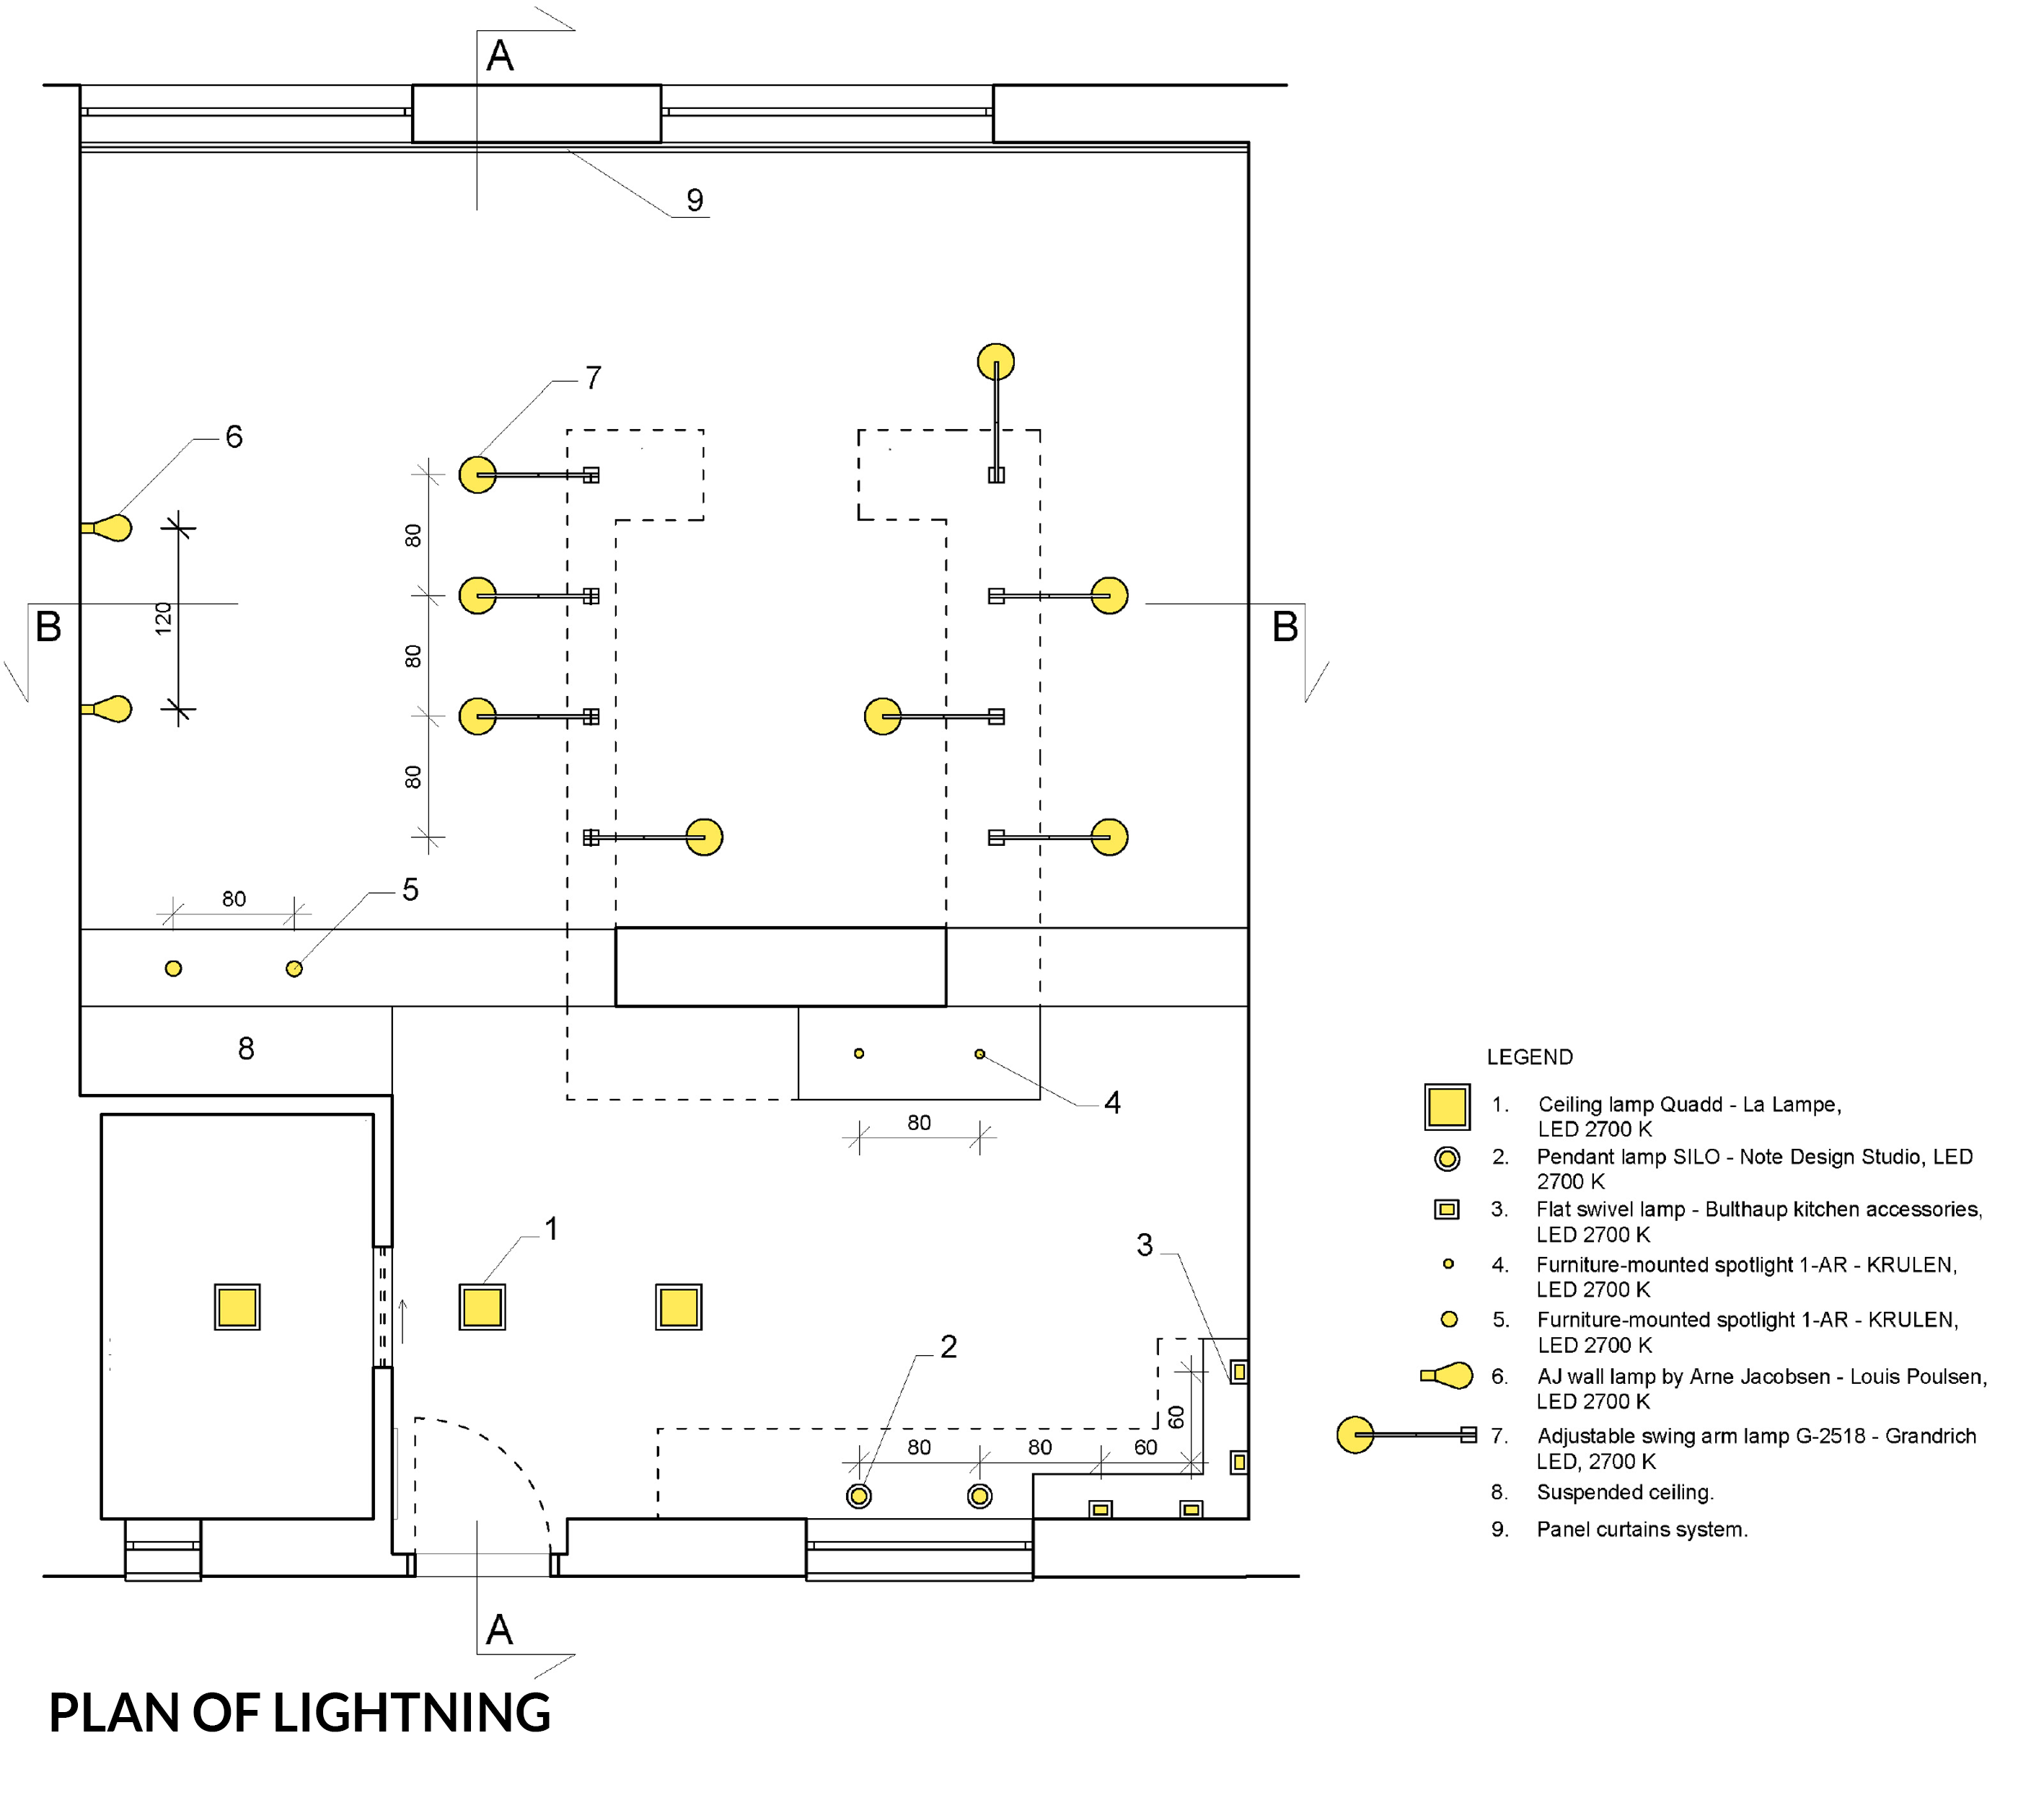 A
9
7
6
80
B
120
B
80
80
80
5
8
4
80
1
3
2
60
80
80
60
A
LEGEND
1. Ceiling lamp Quadd - La Lampe,
LED 2700 K
2. Pendant lamp SILO - Note Design Studio, LED
2700 K
3. Flat swivel lamp - Bulthaup kitchen accessories,
LED 2700 K
4. Furniture-mounted spotlight 1-AR - KRULEN,
LED 2700 K
5. Furniture-mounted spotlight 1-AR - KRULEN,
LED 2700 K
6. AJ wall lamp by Arne Jacobsen - Louis Poulsen,
LED 2700 K
7. Adjustable swing arm lamp G-2518 - Grandrich
LED, 2700 K
8. Suspended ceiling.
9. Panel curtains system.
PLAN OF LIGHTNING